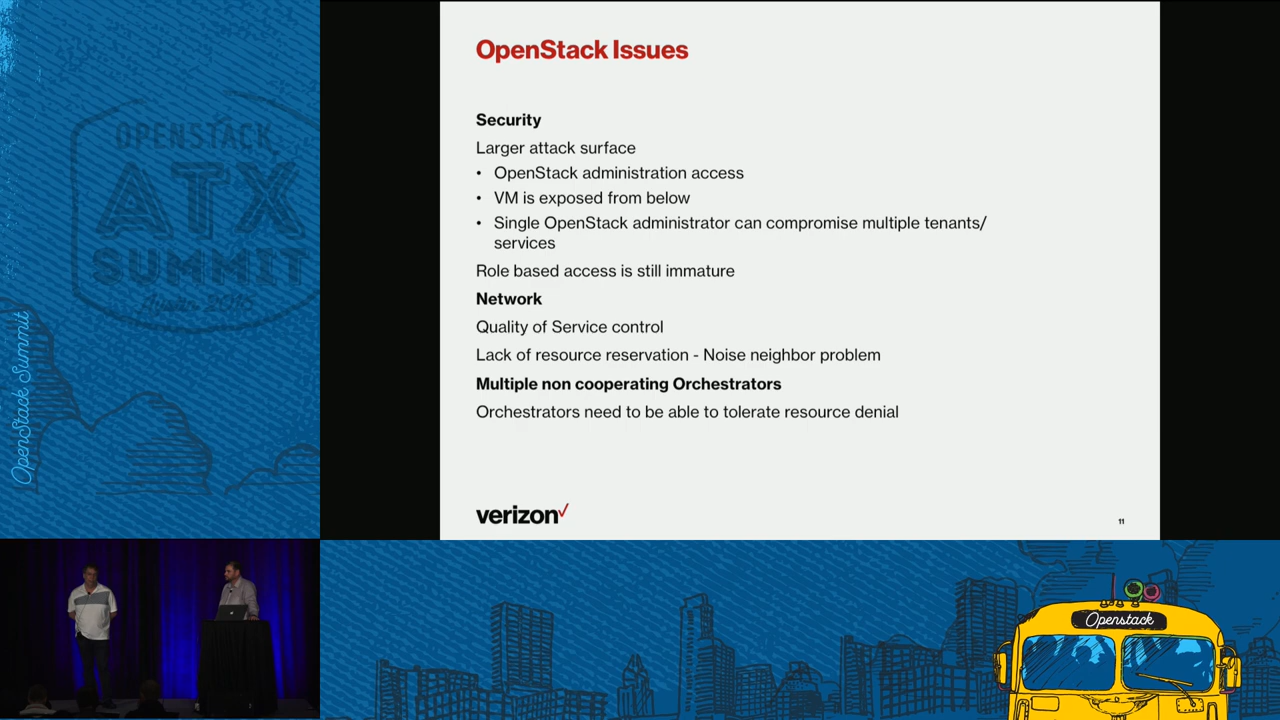 OpenStack Issues
Security
Larger attack surface
• OpenStack administration access
• VM is exposed from below
• Single OpenStack administrator can compromise multiple tenants/
services
Role based access is still immature
Network
Quality of Service control
Lack of resource reservation - Noise neighbor problem
Multiple non cooperating Orchestrators
Orchestrators need to be able to tolerate resource denial
verizon
11
OPENSTACK
ATX
SUMMIT
OpenStack Summit
Openstack